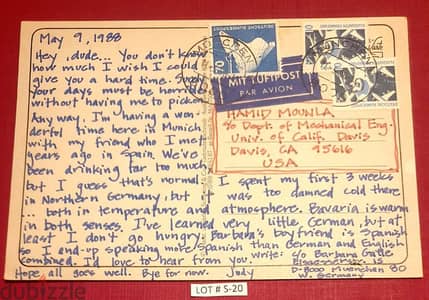 May 9, 1988
Hey, dude... You don't know
how much I wish I could
give you a hard time. Surely
your days must be horrible
without having me to pick on.
Any way, I'm having a won-
derful time here in Munich
with my friend who I met
years ago in Spain. We've
been drinking far too much
but I guess that's normal.
I spent my first 3 weeks
in Northern Germany, but it was too damned cold there
... both in temperature and atmosphere. Bavaria is warm
in both senses. I've learned very little German, but at
least I don't go hungry. Barbara's boyfriend is Spanish
so I end up speaking more Spanish than German and English
combined. I'd love to hear from you.
Hope all goes well. Bye for now. Judy
write: c/o Barbara
D-8000 Muenchen 80
W. Germany
DEUTSCHE BUNDESPOST
MIT LUFTPOST
PAR AVION
HAMID MOUNLA
c/o Dept. of Mechanical Eng
Univ. of Calif. Davis
Davis, CA 95616
USA
LOT # S-20
dubizzle